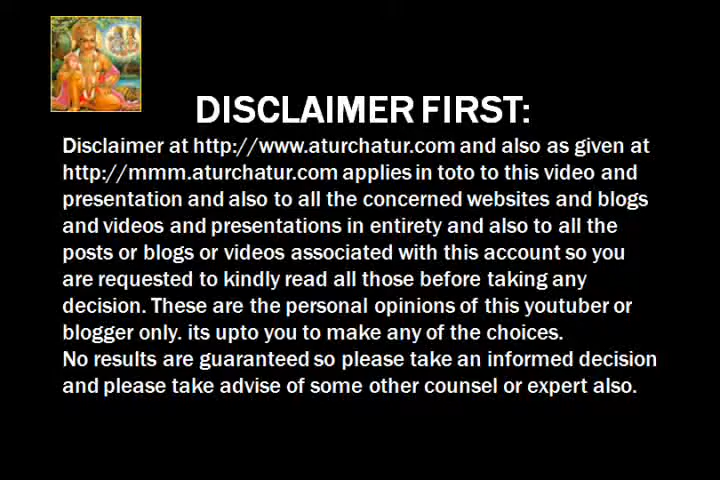 DISCLAIMER FIRST:
Disclaimer at http://www.aturchatur.com and also as given at
http://mmm.aturchatur.com applies in toto to this video and
presentation and also to all the concerned websites and blogs
and videos and presentations in entirety and also to all the
posts or blogs or videos associated with this account so you
are requested to kindly read all those before taking any
decision. These are the personal opinions of this youtuber or
blogger only. its upto you to make any of the choices.
No results are guaranteed so please take an informed decision
and please take advise of some other counsel or expert also.